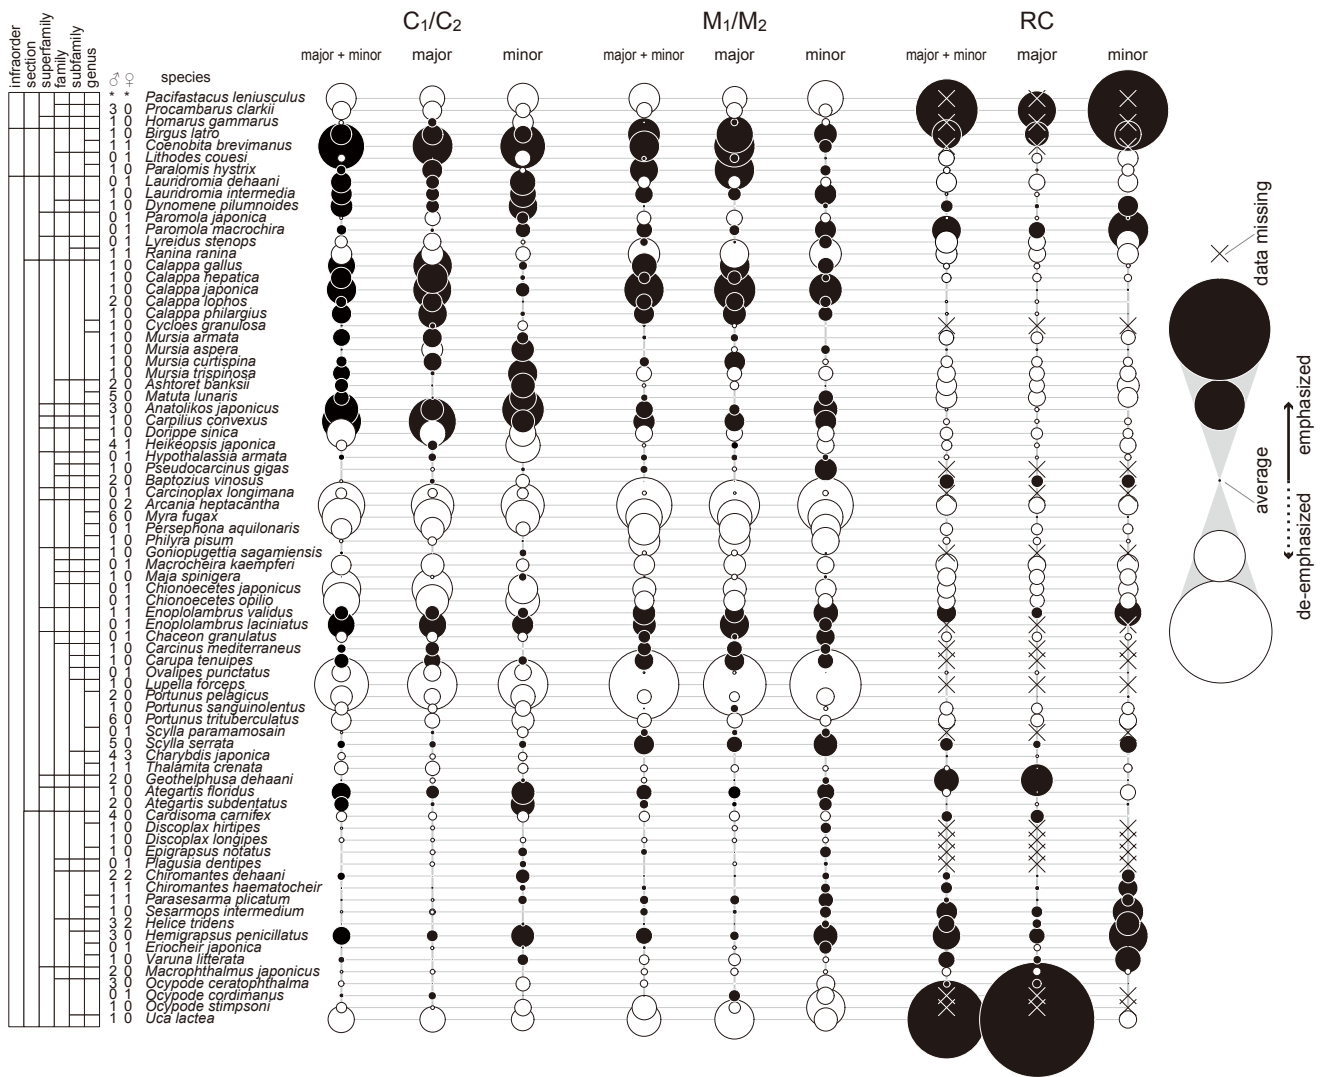 C1/C2 M1/M2 RC
major + minor major minor major + minor major minor major + minor major minor
infraorder
section
superfamily
family
subfamily
genus
♂ ♀ species
* * Pacifastacus leniusculus
3 0 Procambarus clarkii
1 0 Homarus gammarus
1 0 Birgus latro
1 1 Coenobita brevimanus
0 1 Lithodes couesi
1 0 Paralomis hystrix
0 1 Lauridromia dehaani
1 0 Lauridromia intermedia
1 0 Dynomene pilumnoides
0 1 Paromola japonica
0 1 Paromola macrochira
0 1 Lyreidus stenops
1 1 Ranina ranina
1 0 Calappa gallus
1 0 Calappa hepatica
1 0 Calappa japonica
2 0 Calappa lophos
1 0 Calappa philargius
1 0 Cycloes granulosa
1 0 Mursia armata
1 0 Mursia aspera
1 0 Mursia curtispina
1 0 Mursia trispinosa
2 0 Ashtoret banksii
5 0 Matuta lunaris
3 0 Anatolikos japonicus
1 0 Carpilius convexus
1 0 Dorippe sinica
4 1 Heikeopsis japonica
0 1 Hypothalassia armata
1 0 Pseudocarcinus gigas
2 0 Baptozius vinosus
0 1 Carcinoplax longimana
0 2 Arcania heptacantha
6 0 Myra fugax
0 1 Persephona aquilonaris
1 0 Philyra pisum
1 0 Goniopugettia sagamiensis
0 1 Macrocheira kaempferi
1 0 Maja spinigera
0 1 Chionoecetes japonicus
0 1 Chionoecetes opilio
1 1 Enoplolambrus validus
0 1 Enoplolambrus laciniatus
0 1 Chaceon granulatus
1 0 Carcinus mediterraneus
1 0 Carupa tenuipes
0 1 Ovalipes punctatus
1 0 Lupella forceps
2 0 Portunus pelagicus
1 0 Portunus sanguinolentus
6 0 Portunus trituberculatus
0 1 Scylla paramamosain
5 0 Scylla serrata
4 3 Charybdis japonica
1 1 Thalamita crenata
2 0 Geothelphusa dehaani
1 0 Ategartis floridus
2 0 Ategartis subdentatus
4 0 Cardisoma carnifex
1 0 Discoplax hirtipes
1 0 Discoplax longipes
1 0 Epigrapsus notatus
0 1 Plagusia dentipes
2 2 Chiromantes dehaani
1 1 Chiromantes haematocheir
1 1 Parasesarma plicatum
1 0 Sesarmops intermedium
3 2 Helice tridens
3 0 Hemigrapsus penicillatus
0 1 Eriocheir japonica
1 0 Varuna litterata
2 0 Macrophthalmus japonicus
3 0 Ocypode ceratophthalma
0 1 Ocypode cordimanus
1 0 Ocypode stimpsoni
1 0 Uca lactea
data missing
average
emphasized
de-emphasized